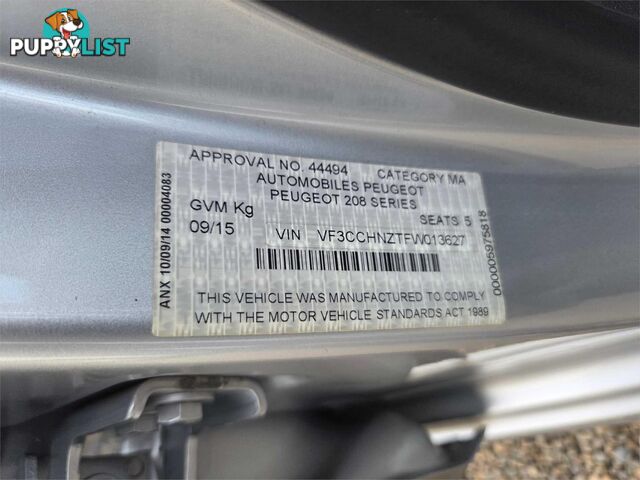 PUPPYLIST
APPROVAL NO. 44494 CATEGORY MA
AUTOMOBILES PEUGEOT
PEUGEOT 208 SERIES
GVM Kg SEATS 5
09/15 VIN VF3CCHNZTFW013627
THIS VEHICLE WAS MANUFACTURED TO COMPLY
WITH THE MOTOR VEHICLE STANDARDS ACT 1989
ANX 10/09/14 00004083
000005975818